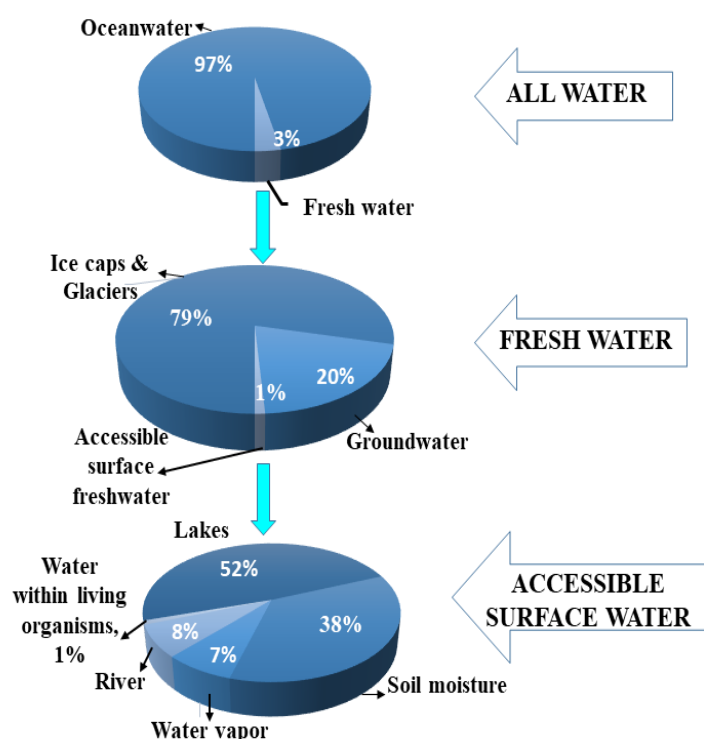 Oceanwater
97%
3%
ALL WATER
Fresh water
Ice caps &
Glaciers
79%
20%
1%
FRESH WATER
Groundwater
Accessible
surface
freshwater
Lakes
Water
within living
organisms,
1%
52%
38%
8%
7%
ACCESSIBLE
SURFACE WATER
River
Soil moisture
Water vapor